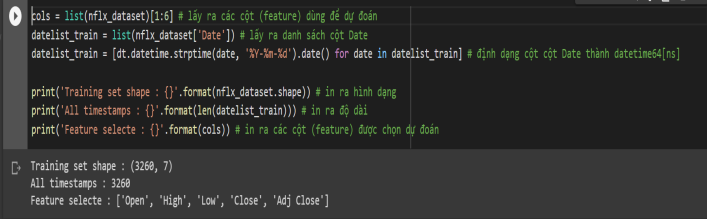 cols = list(nflx_dataset)[1:6] # lấy ra các cột (feature) dùng để dự đoán
datelist_train = list(nflx_dataset['Date']) # lấy ra danh sách cột Date
datelist_train = [dt.datetime.strptime(date, '%Y-%m-%d').date() for date in datelist_train] # định dạng cột cột Date thành datetime64[ns]
print('Training set shape : {}'.format(nflx_dataset.shape)) # in ra hình dạng
print('All timestamps : {}'.format(len(datelist_train))) # in ra độ dài
print('Feature selecte : {}'.format(cols)) # in ra các cột (feature) được chọn dự đoán
Training set shape : (3260, 7)
All timestamps : 3260
Feature selecte : ['Open', 'High', 'Low', 'Close', 'Adj Close']